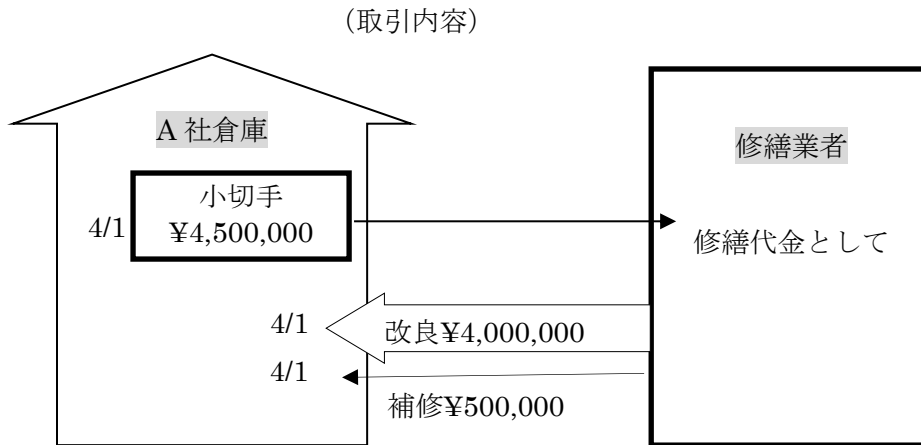 （取引内容）
A 社倉庫
修繕業者
小切手
4/1
¥4,500,000
修繕代金として
4/1
改良¥4,000,000
4/1
補修¥500,000